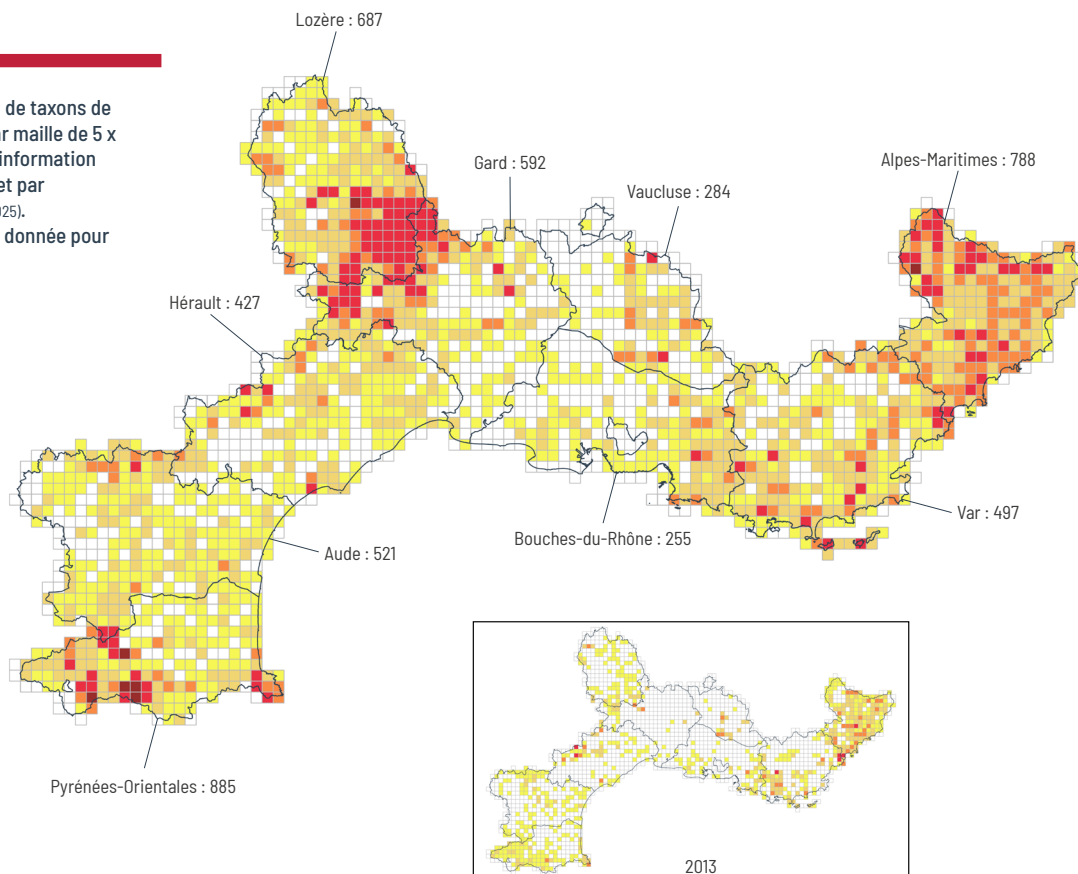 Lozère : 687
de taxons de
r maille de 5 x
information
et par
025).
donnée pour
Gard : 592
Vaucluse : 284
Alpes-Maritimes : 788
Hérault : 427
Var : 497
Bouches-du-Rhône : 255
Aude : 521
Pyrénées-Orientales : 885
2013